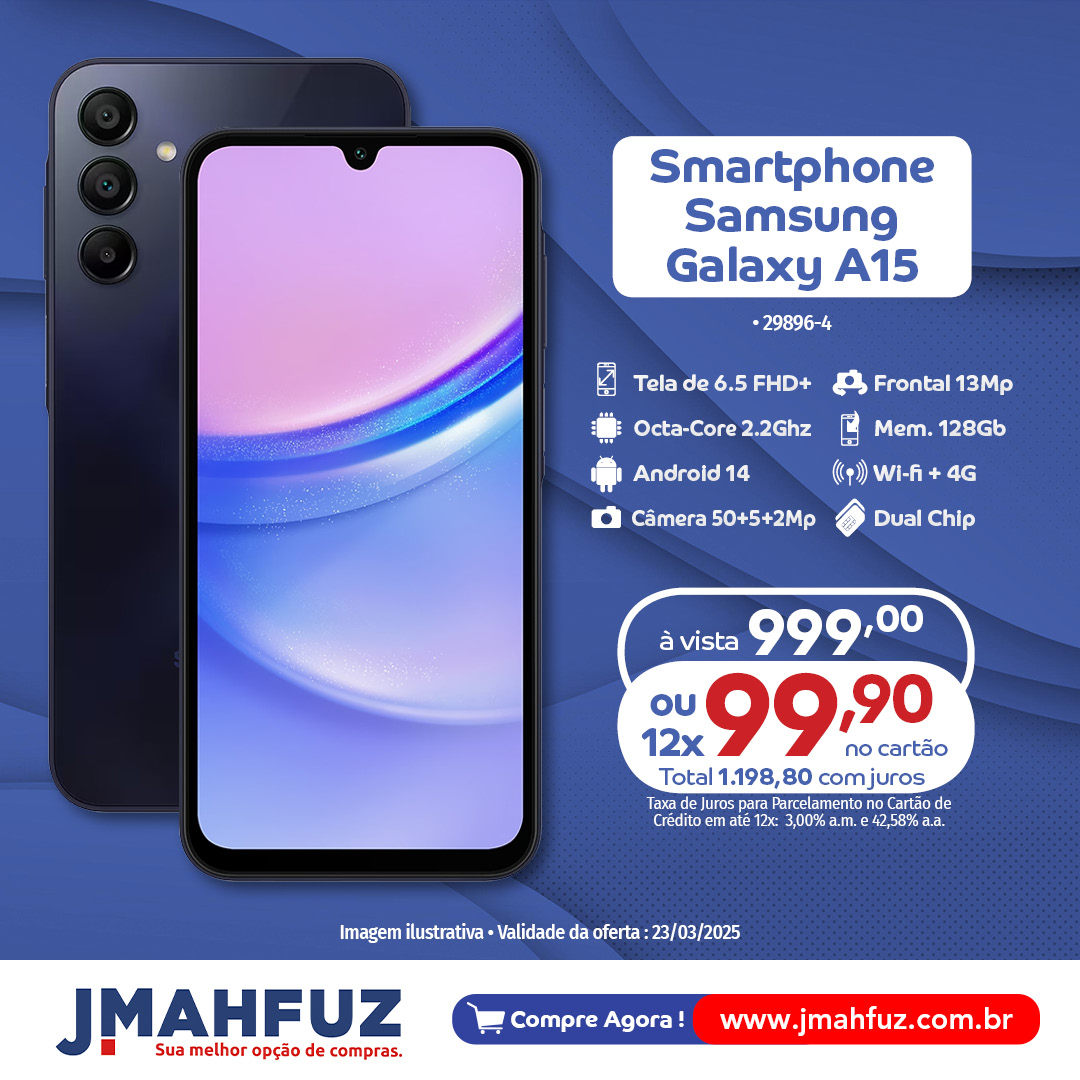 Smartphone
Samsung
Galaxy A15
• 29896-4
Tela de 6.5 FHD+
Frontal 13Mp
Octa-Core 2.2Ghz
Mem. 128Gb
Android 14
Wi-fi + 4G
Câmera 50+5+2Mp
Dual Chip
à vista 999,00
ou 12x 99,90 no cartão
Total 1.198,80 com juros
Taxa de Juros para Parcelamento no Cartão de
Crédito em até 12x: 3,00% a.m. e 42,58% a.a.
Imagem ilustrativa • Validade da oferta : 23/03/2025
JMAHFUZ
Sua melhor opção de compras.
Compre Agora !
www.jmahfuz.com.br